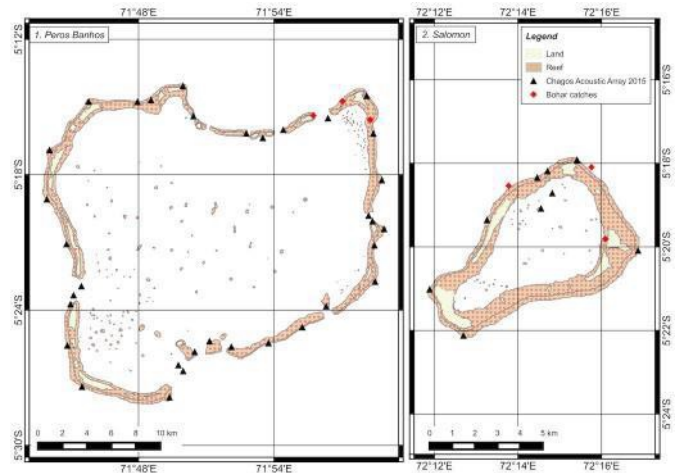 71°48'E 71°54'E
72°12'E 72°14'E 72°16'E
1. Peros Banhos
2. Salomon
Legend
Land
Reef
Chagos Acoustic Array 2015
Bohar catches
5°12'S
5°18'S
5°24'S
5°30'S
5°16'S
5°18'S
5°20'S
5°22'S
5°24'S
0 2 4 6 8 10 km
0 1 2 3 4 5 km
71°48'E 71°54'E
72°12'E 72°14'E 72°16'E